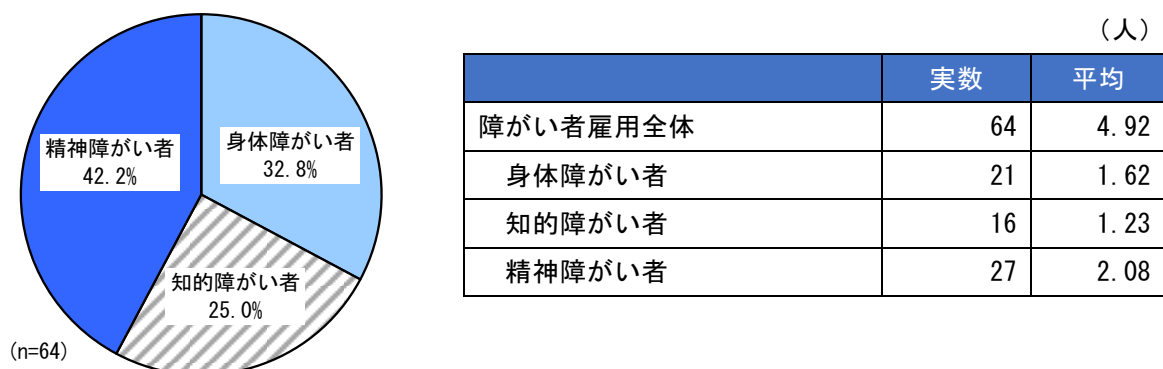 精神障がい者
42.2%
身体障がい者
32.8%
知的障がい者
25.0%
(n=64)
（人）
実数 平均
障がい者雇用全体 64 4.92
身体障がい者 21 1.62
知的障がい者 16 1.23
精神障がい者 27 2.08